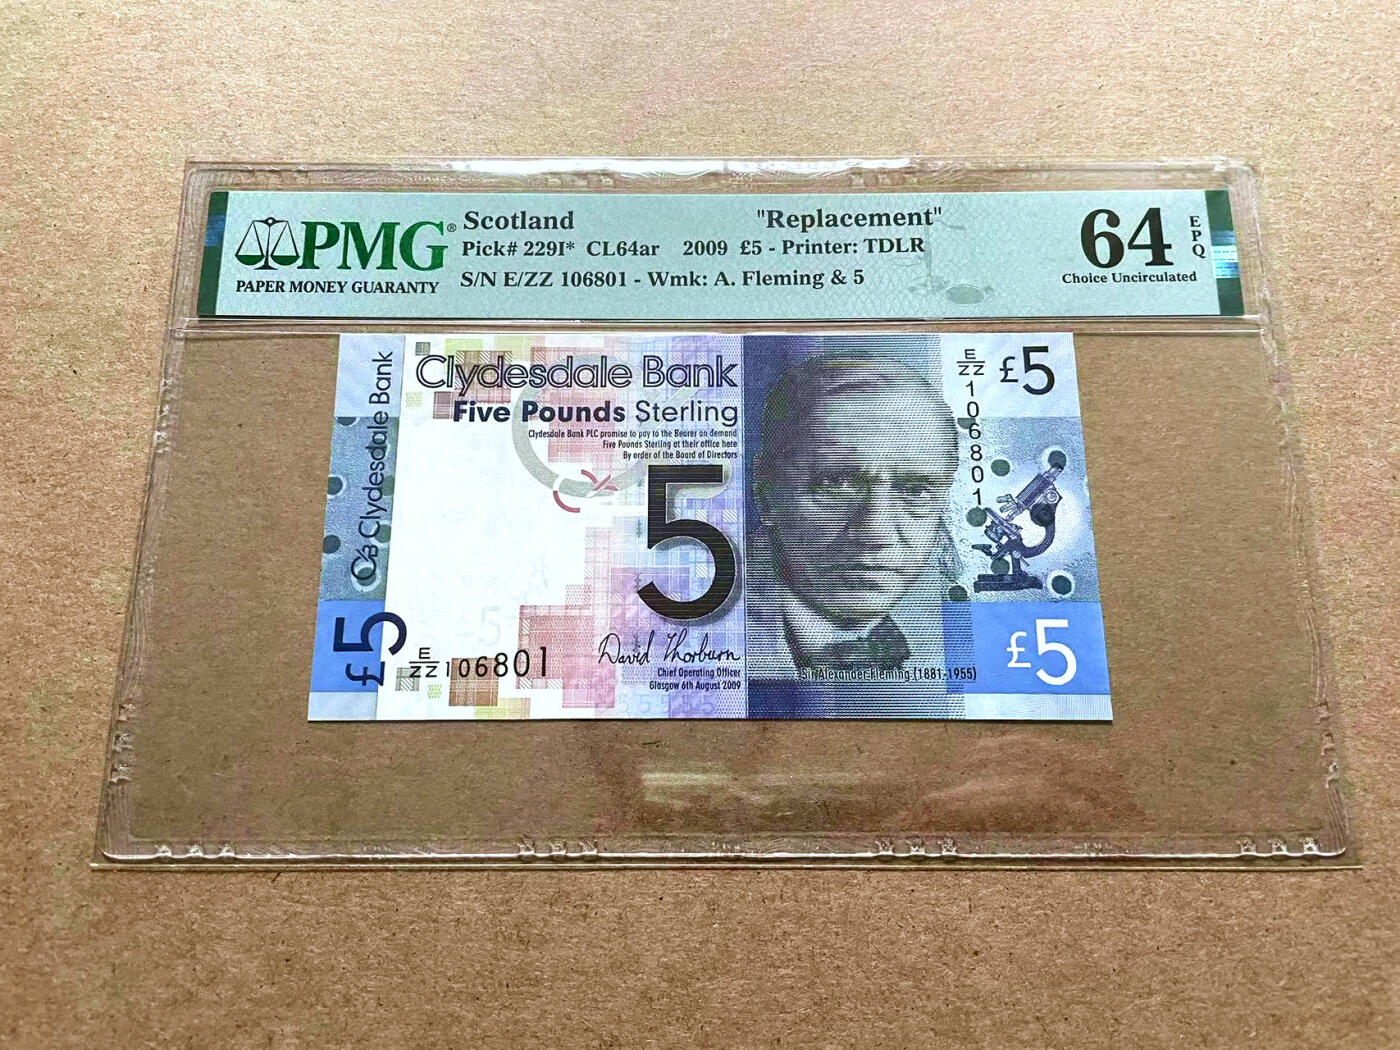 PMG®
PAPER MONEY GUARANTY
Scotland "Replacement"
Pick# 229I* CL64ar 2009 £5 - Printer: TDLR
S/N E/ZZ 106801 - Wmk: A. Fleming & 5
64 EPQ
Choice Uncirculated
Clydesdale Bank
£5
Clydesdale Bank
Five Pounds Sterling
Clydesdale Bank PLC promise to pay to the Bearer on demand
Five Pounds Sterling at their office here
By order of the Board of Directors
5
David Thorburn
Chief Operating Officer
Glasgow 6th August 2009
E/ZZ 106801
E/ZZ 106801
£5
Sir Alexander Fleming (1881-1955)
£5